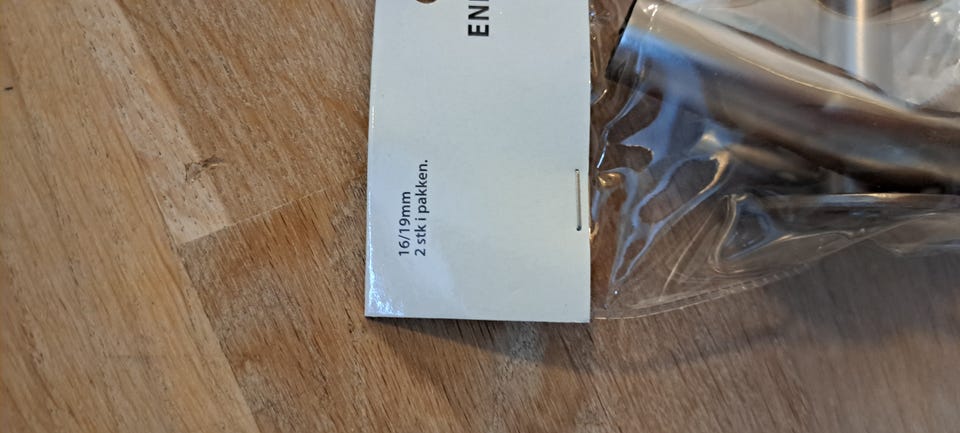 16/19mm
2 stk i pakken.